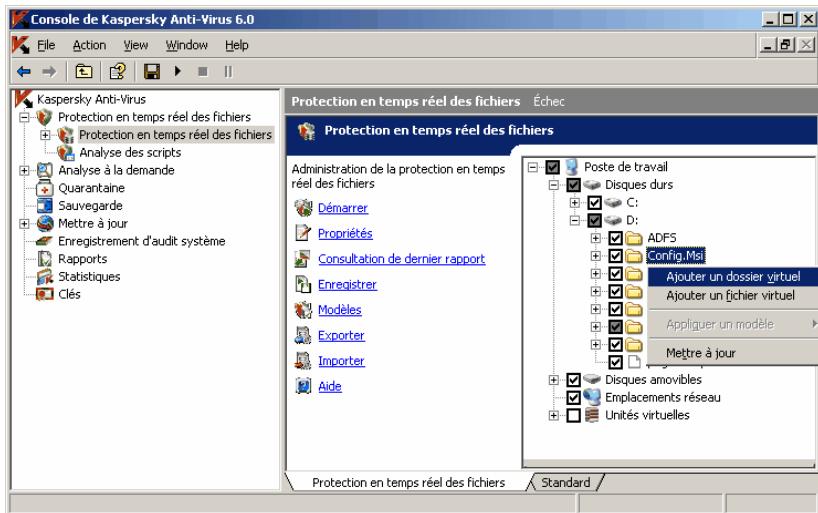 Console de Kaspersky Anti-Virus 6.0
File Action View Window Help
Kaspersky Anti-Virus
Protection en temps réel des fichiers
Protection en temps réel des fichiers
Analyse des scripts
Analyse à la demande
Quarantaine
Sauvegarde
Mettre à jour
Enregistrement d'audit système
Rapports
Statistiques
Clés
Protection en temps réel des fichiers Échec
Protection en temps réel des fichiers
Administration de la protection en temps
réel des fichiers
Démarrer
Propriétés
Consultation de dernier rapport
Enregistrer
Modèles
Exporter
Importer
Aide
Poste de travail
Disques durs
C:
D:
ADFS
Config.Msi
Ajouter un dossier virtuel
Ajouter un fichier virtuel
Appliquer un modèle
Mettre à jour
Disques amovibles
Emplacements réseau
Unités virtuelles
Protection en temps réel des fichiers
Standard